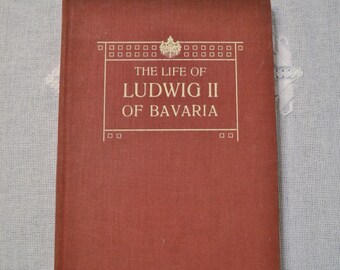 THE LIFE OF
LUDWIG II
OF BAVARIA